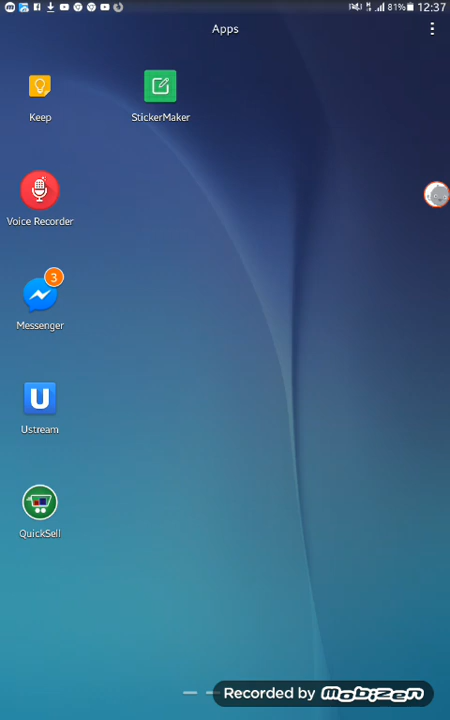 81% 12:37
Apps
Keep
StickerMaker
Voice Recorder
3
Messenger
U
Ustream
QuickSell
Recorded by Mobizen